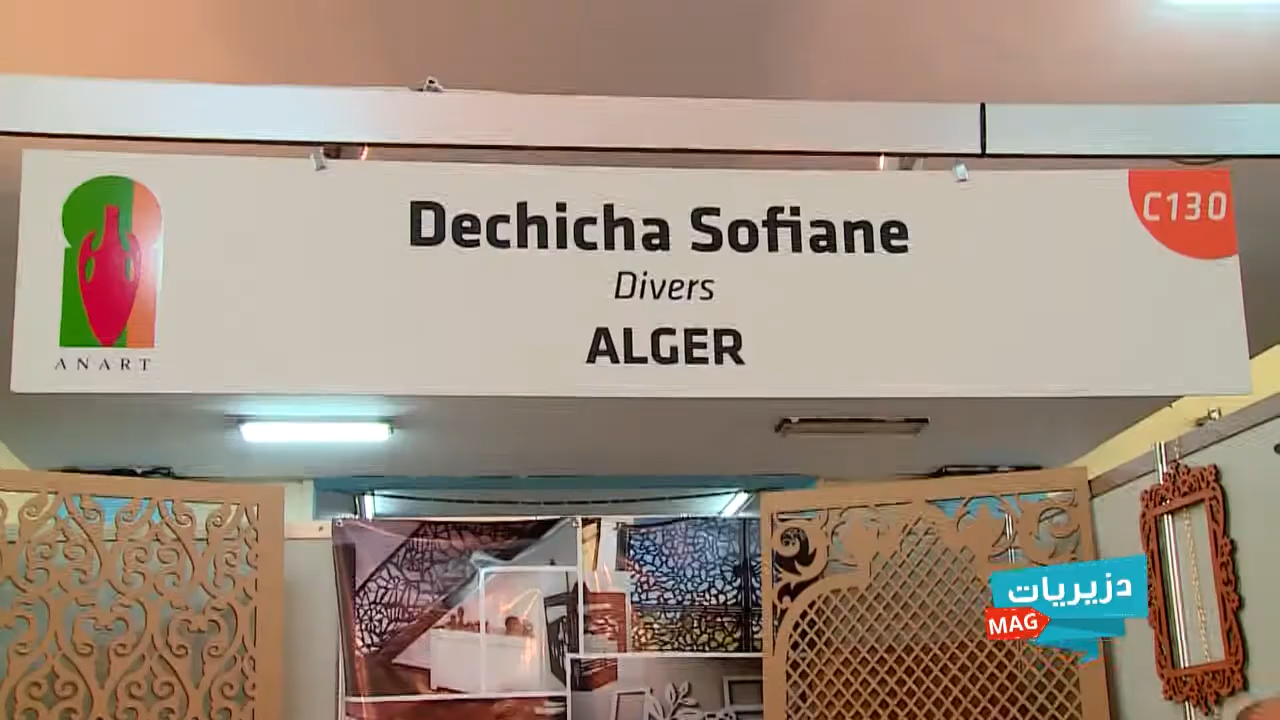 Dechicha Sofiane
Divers
ALGER
C130
ANART
دزيريات
MAG